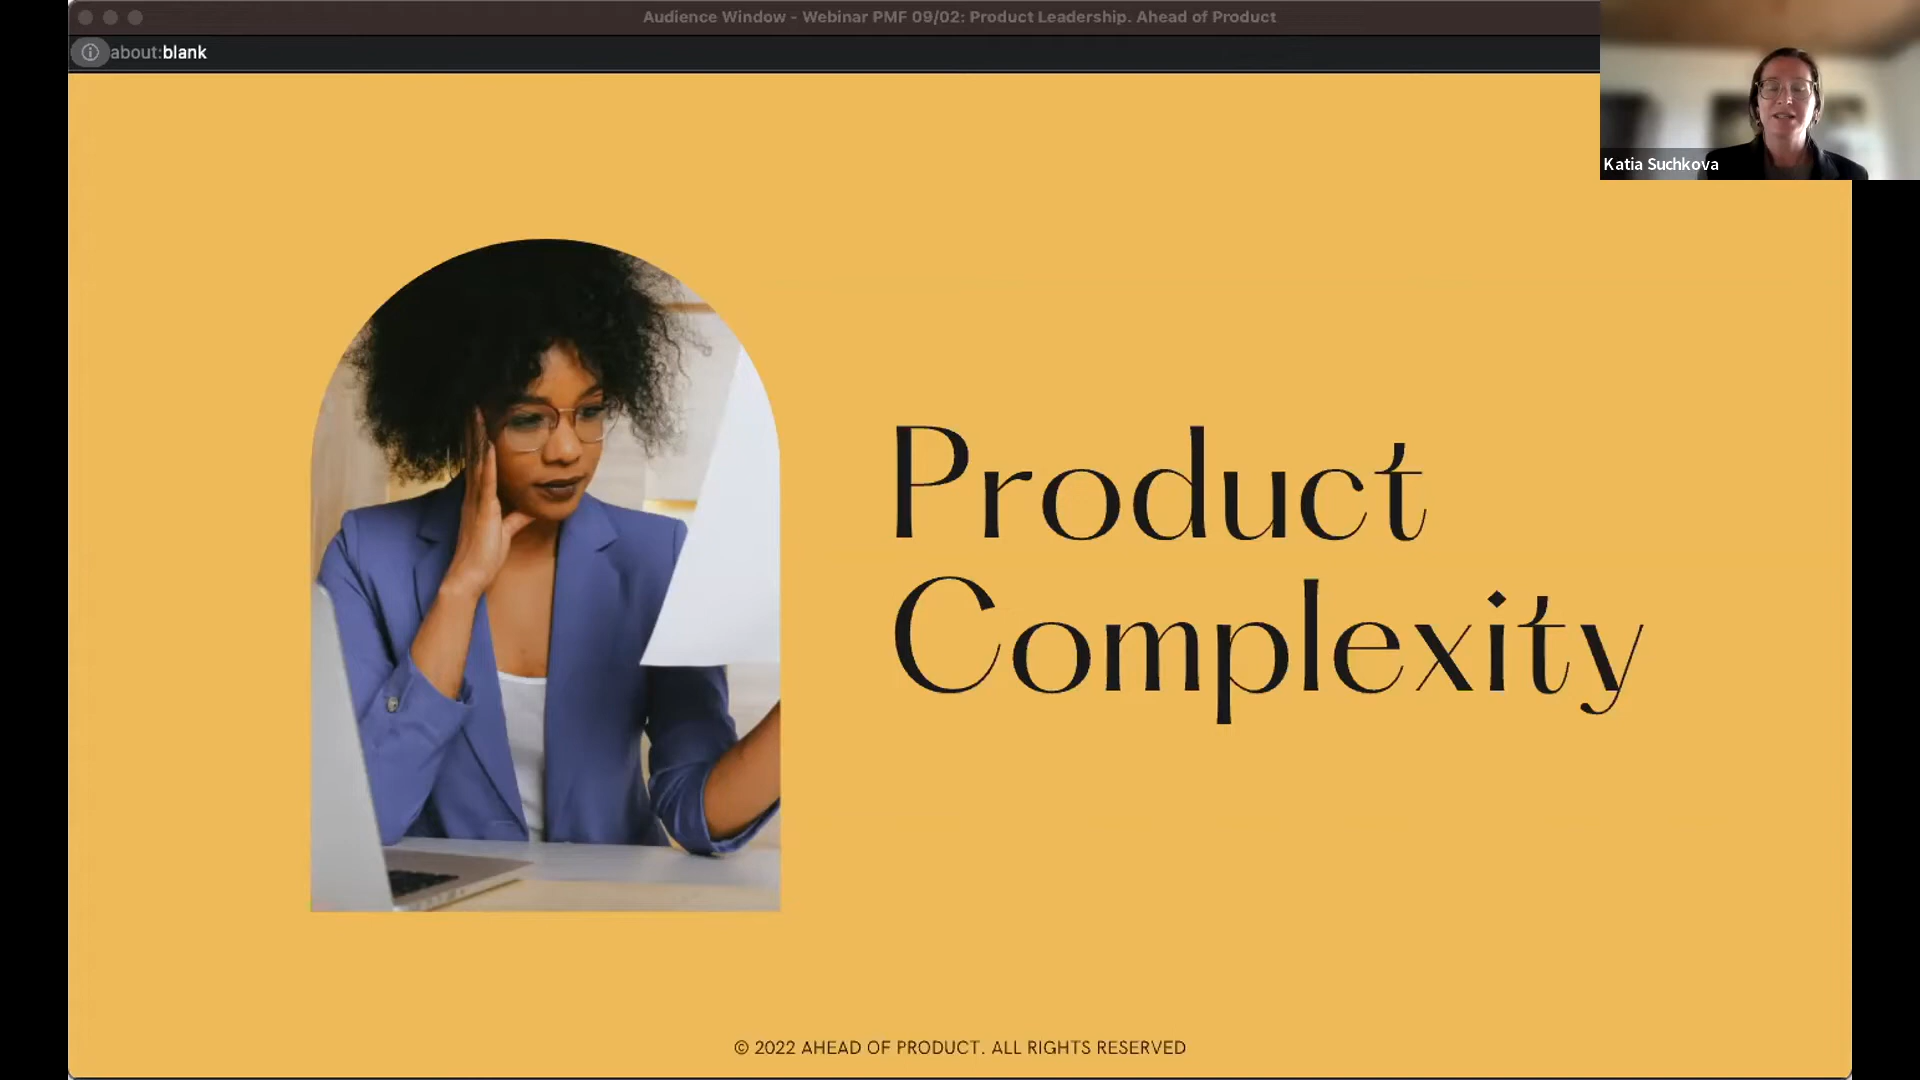 Audience Window - Webinar PMF 09/02: Product Leadership. Ahead of Product
about:blank
Katia Suchkova
Product
Complexity
© 2022 AHEAD OF PRODUCT. ALL RIGHTS RESERVED